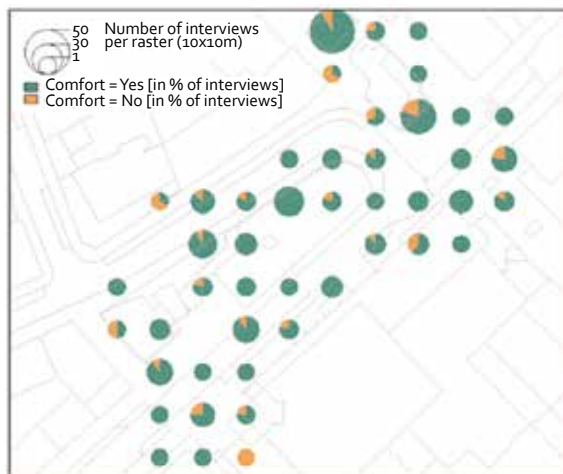 50 Number of interviews
30 per raster (10x10m)
1
Comfort = Yes [in % of interviews]
Comfort = No [in % of interviews]